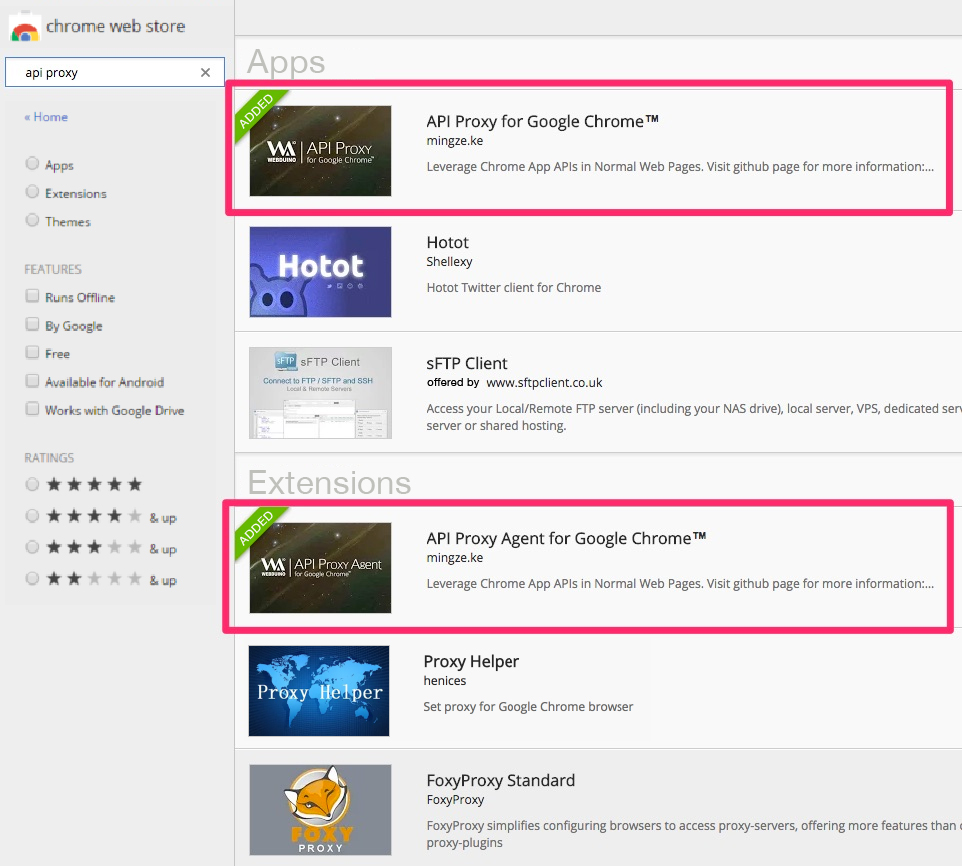 chrome web store
api proxy
« Home
Apps
Extensions
Themes
FEATURES
Runs Offline
By Google
Free
Available for Android
Works with Google Drive
RATINGS
& up
& up
& up
Apps
ADDED
WA
WEBDUINO
API Proxy
for Google Chrome™
API Proxy for Google Chrome™
mingze.ke
Leverage Chrome App APIs in Normal Web Pages. Visit github page for more information:...
Hotot
Hotot
Shellexy
Hotot Twitter client for Chrome
sFTP
sFTP Client
Connect to FTP / SFTP and SSH
Local & Remote Servers
sFTP Client
offered by www.sftpclient.co.uk
Access your Local/Remote FTP server (including your NAS drive), local server, VPS, dedicated serv
server or shared hosting.
Extensions
ADDED
WA
WEBDUINO
API Proxy Agent
for Google Chrome™
API Proxy Agent for Google Chrome™
mingze.ke
Leverage Chrome App APIs in Normal Web Pages. Visit github page for more information:...
Proxy Helper
Proxy Helper
henices
Set proxy for Google Chrome browser
FOXY
PROXY
FoxyProxy Standard
FoxyProxy
FoxyProxy simplifies configuring browsers to access proxy-servers, offering more features than
proxy-plugins